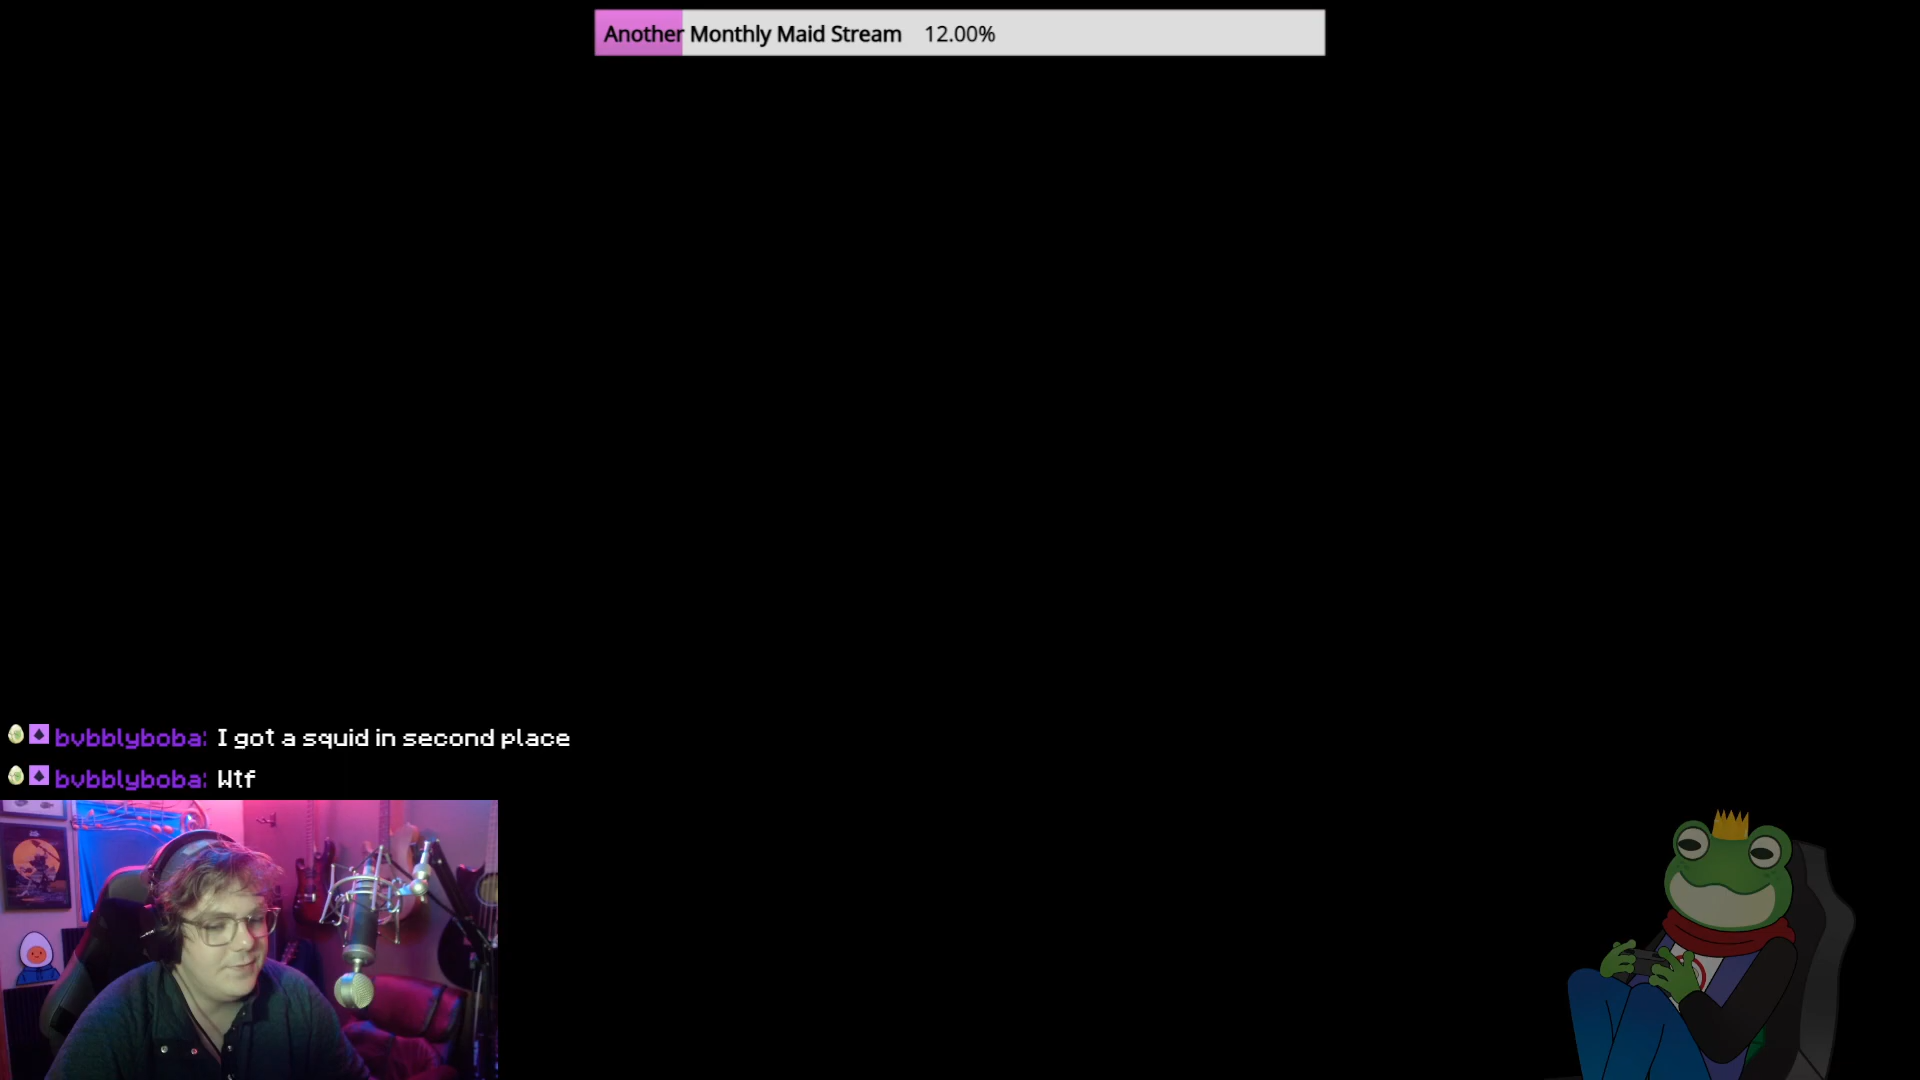 Another Monthly Maid Stream 12.00%
bvbblyboba: I got a squid in second place
bvbblyboba: Wtf